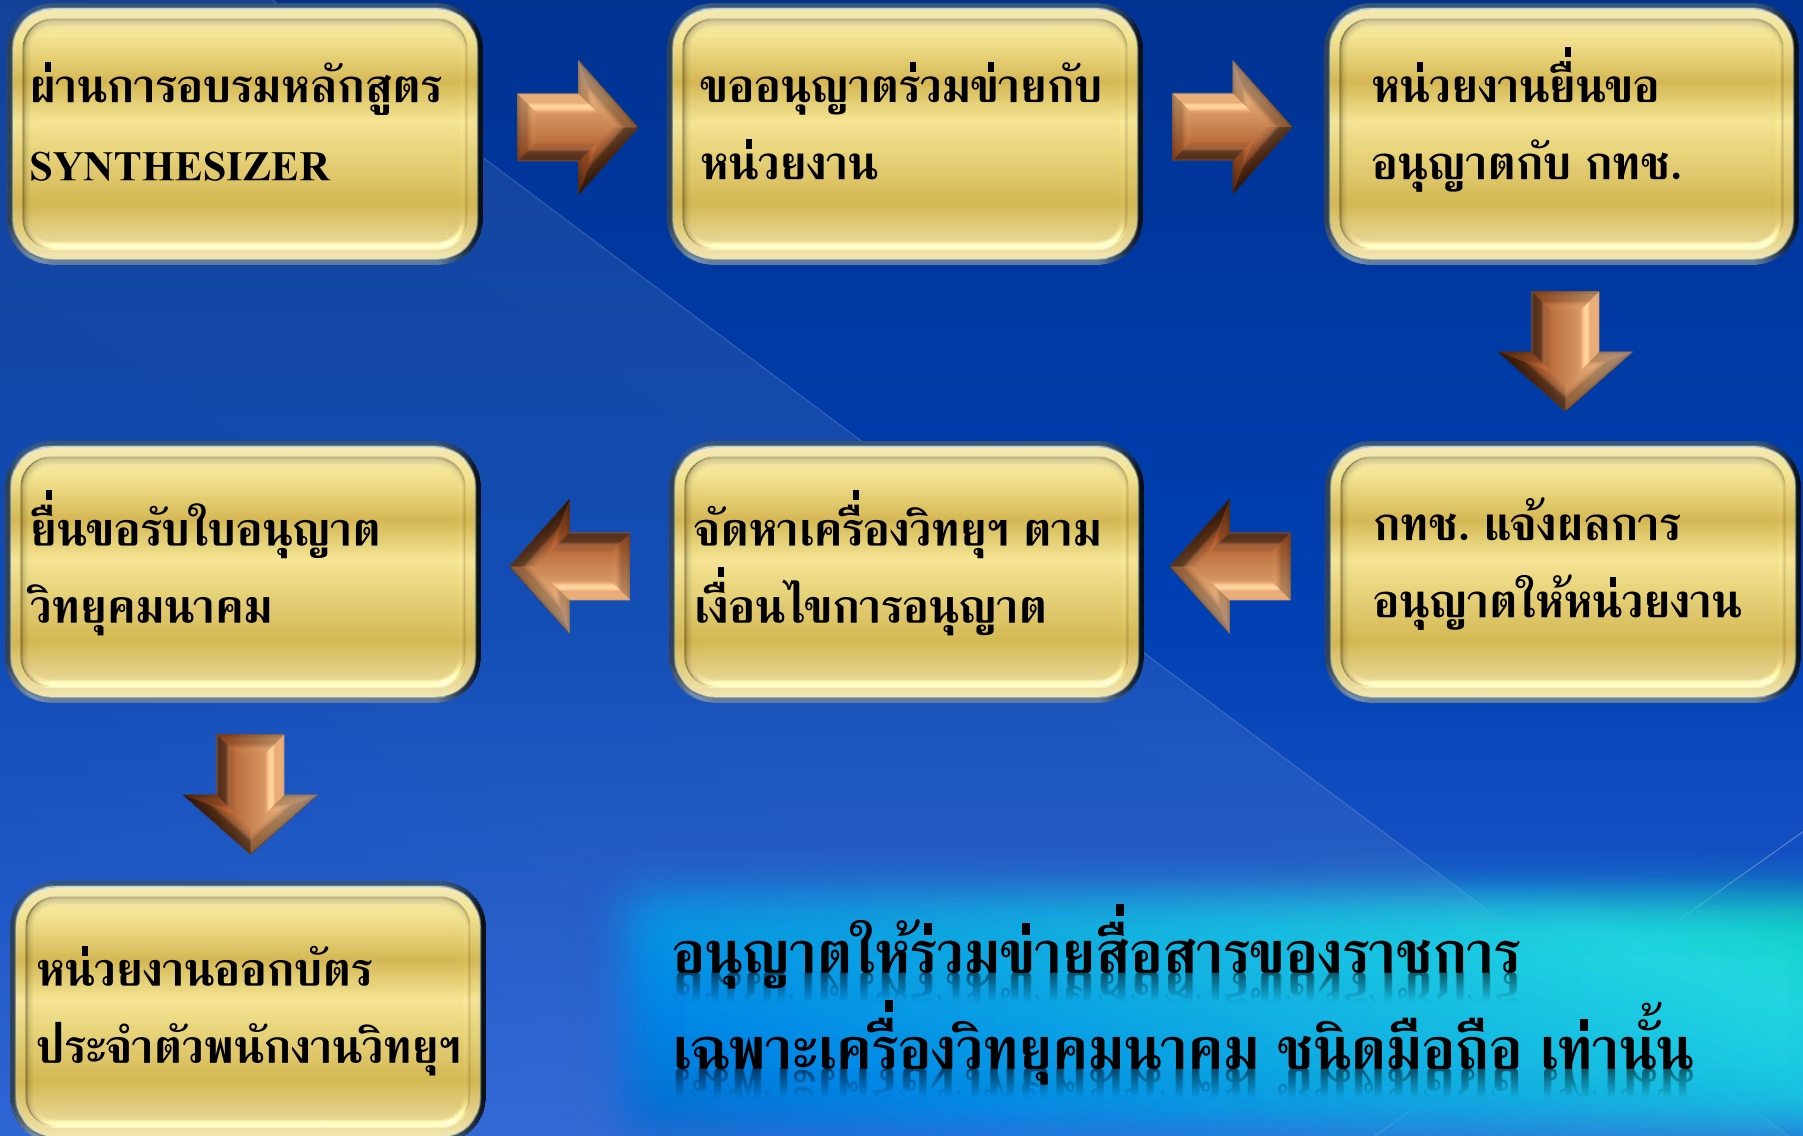 ผ่านการอบรมหลักสูตร
SYNTHESIZER
ขออนุญาตร่วมข่ายกับ
หน่วยงาน
หน่วยงานยื่นขอ
อนุญาตกับ กทช.
กทช. แจ้งผลการ
อนุญาตให้หน่วยงาน
จัดหาเครื่องวิทยุฯ ตาม
เงื่อนไขการอนุญาต
ยื่นขอรับใบอนุญาต
วิทยุคมนาคม
หน่วยงานออกบัตร
ประจำตัวพนักงานวิทยุฯ
อนุญาตให้ร่วมข่ายสื่อสารของราชการ
เฉพาะเครื่องวิทยุคมนาคม ชนิดมือถือ เท่านั้น